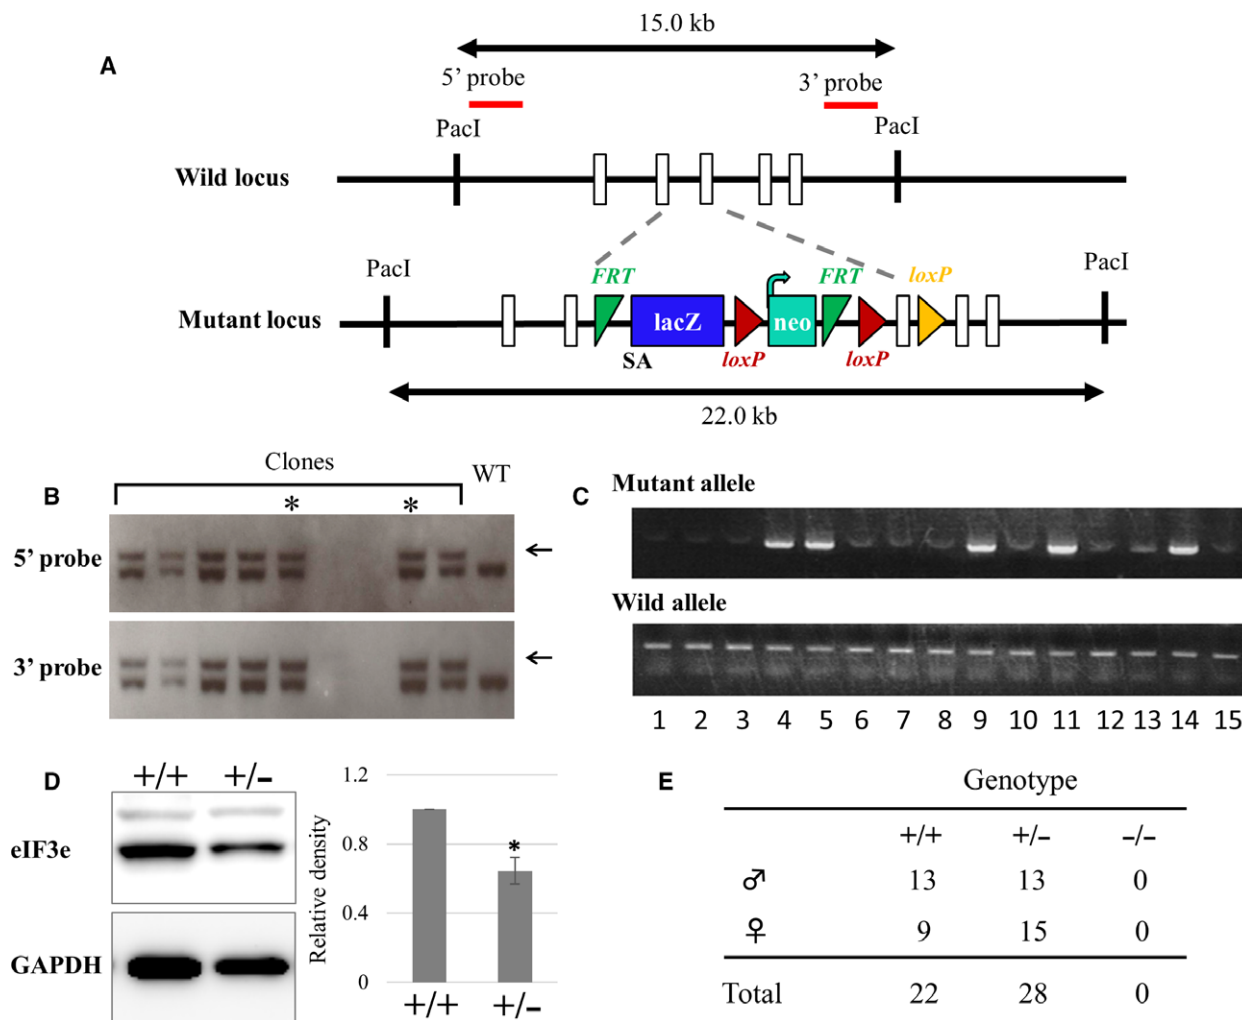 A
15.0 kb
5' probe
3' probe
PacI
PacI
Wild locus
PacI
FRT
FRT
loxP
PacI
Mutant locus
lacZ
neo
SA
loxP
loxP
22.0 kb
B
Clones
WT
* *
5' probe
3' probe
C
Mutant allele
Wild allele
1 2 3 4 5 6 7 8 9 10 11 12 13 14 15
D
+/+ +/-
eIF3e
GAPDH
Relative density
1.2
0.8
0.4
0
*
+/+ +/-
E
Genotype
+/+ +/- -/-
♂ 13 13 0
♀ 9 15 0
Total 22 28 0